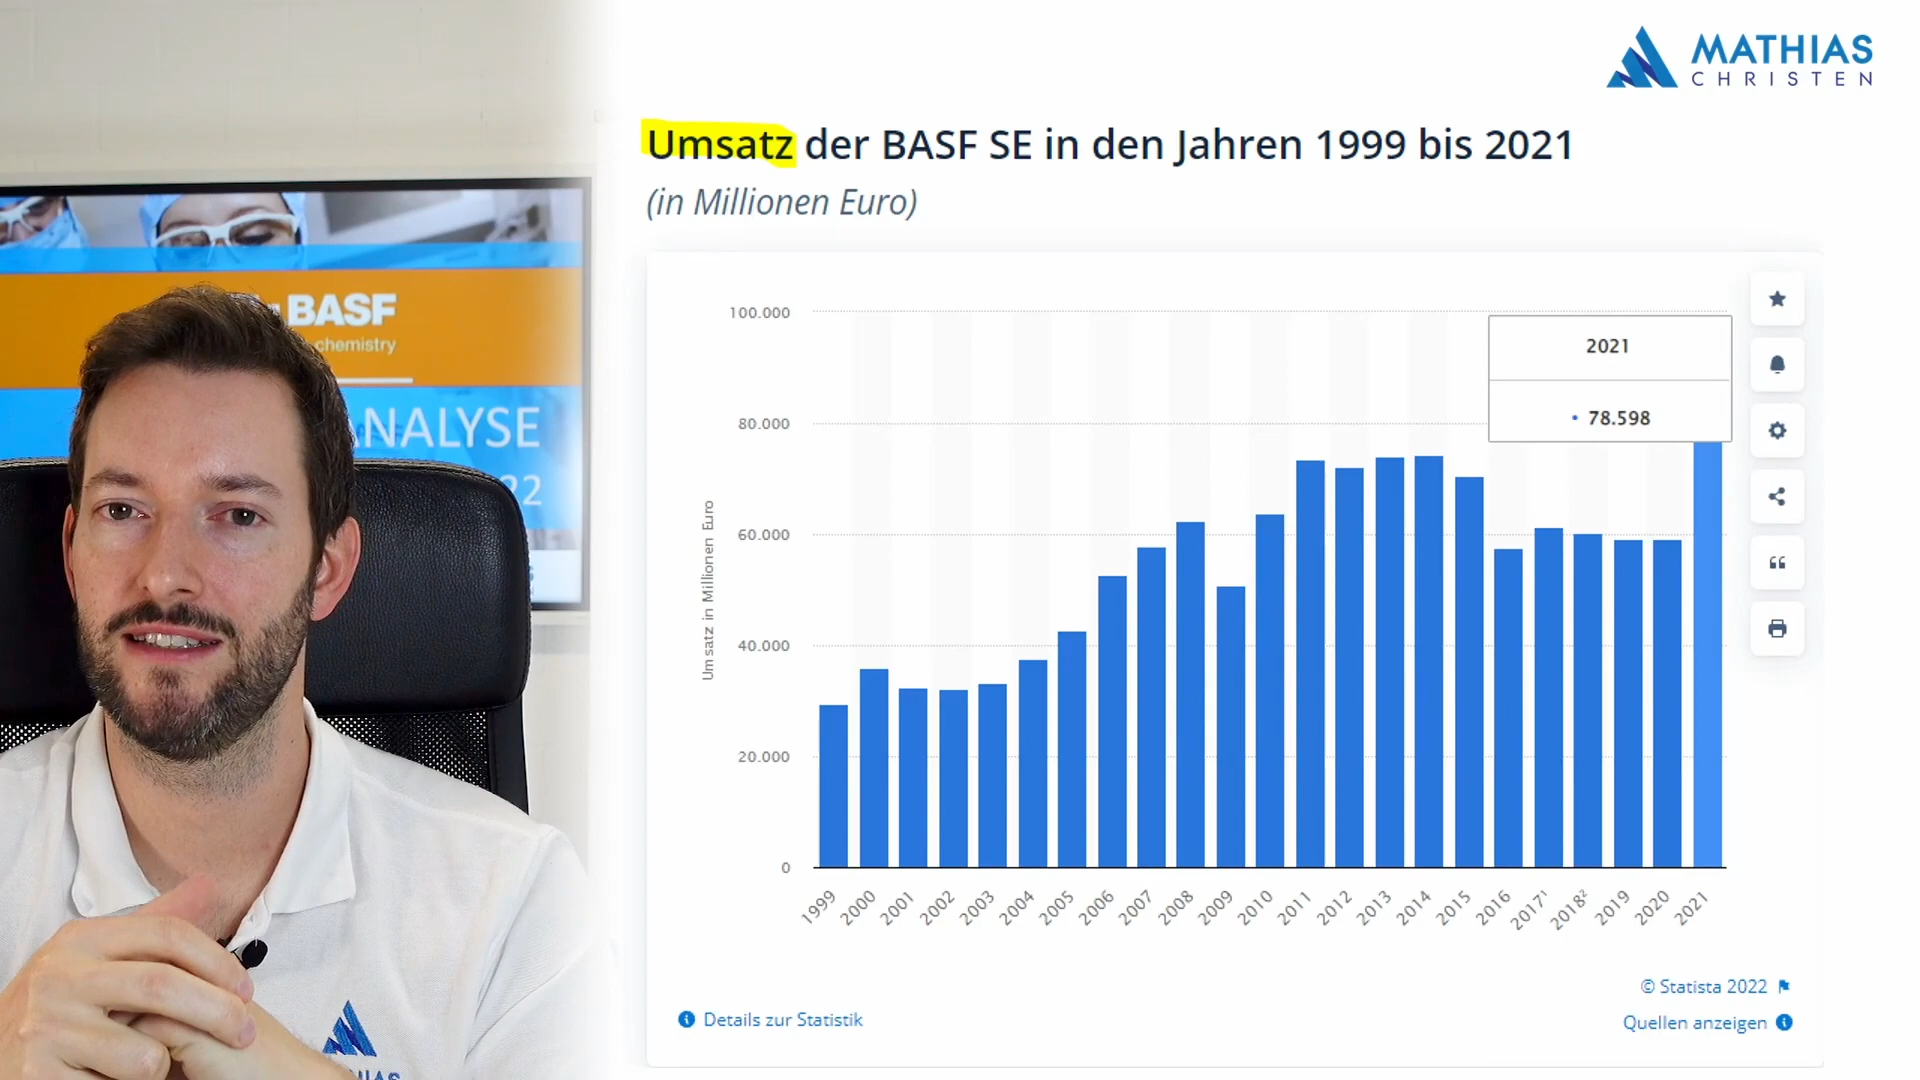 MATHIAS
CHRISTEN
Umsatz der BASF SE in den Jahren 1999 bis 2021
(in Millionen Euro)
BASF
chemistry
ANALYSE
22
100.000
80.000
60.000
40.000
20.000
0
Umsatz in Millionen Euro
2021
• 78.598
1999
2000
2001
2002
2003
2004
2005
2006
2007
2008
2009
2010
2011
2012
2013
2014
2015
2016
2017¹
2018²
2019
2020
2021
© Statista 2022
Details zur Statistik
Quellen anzeigen